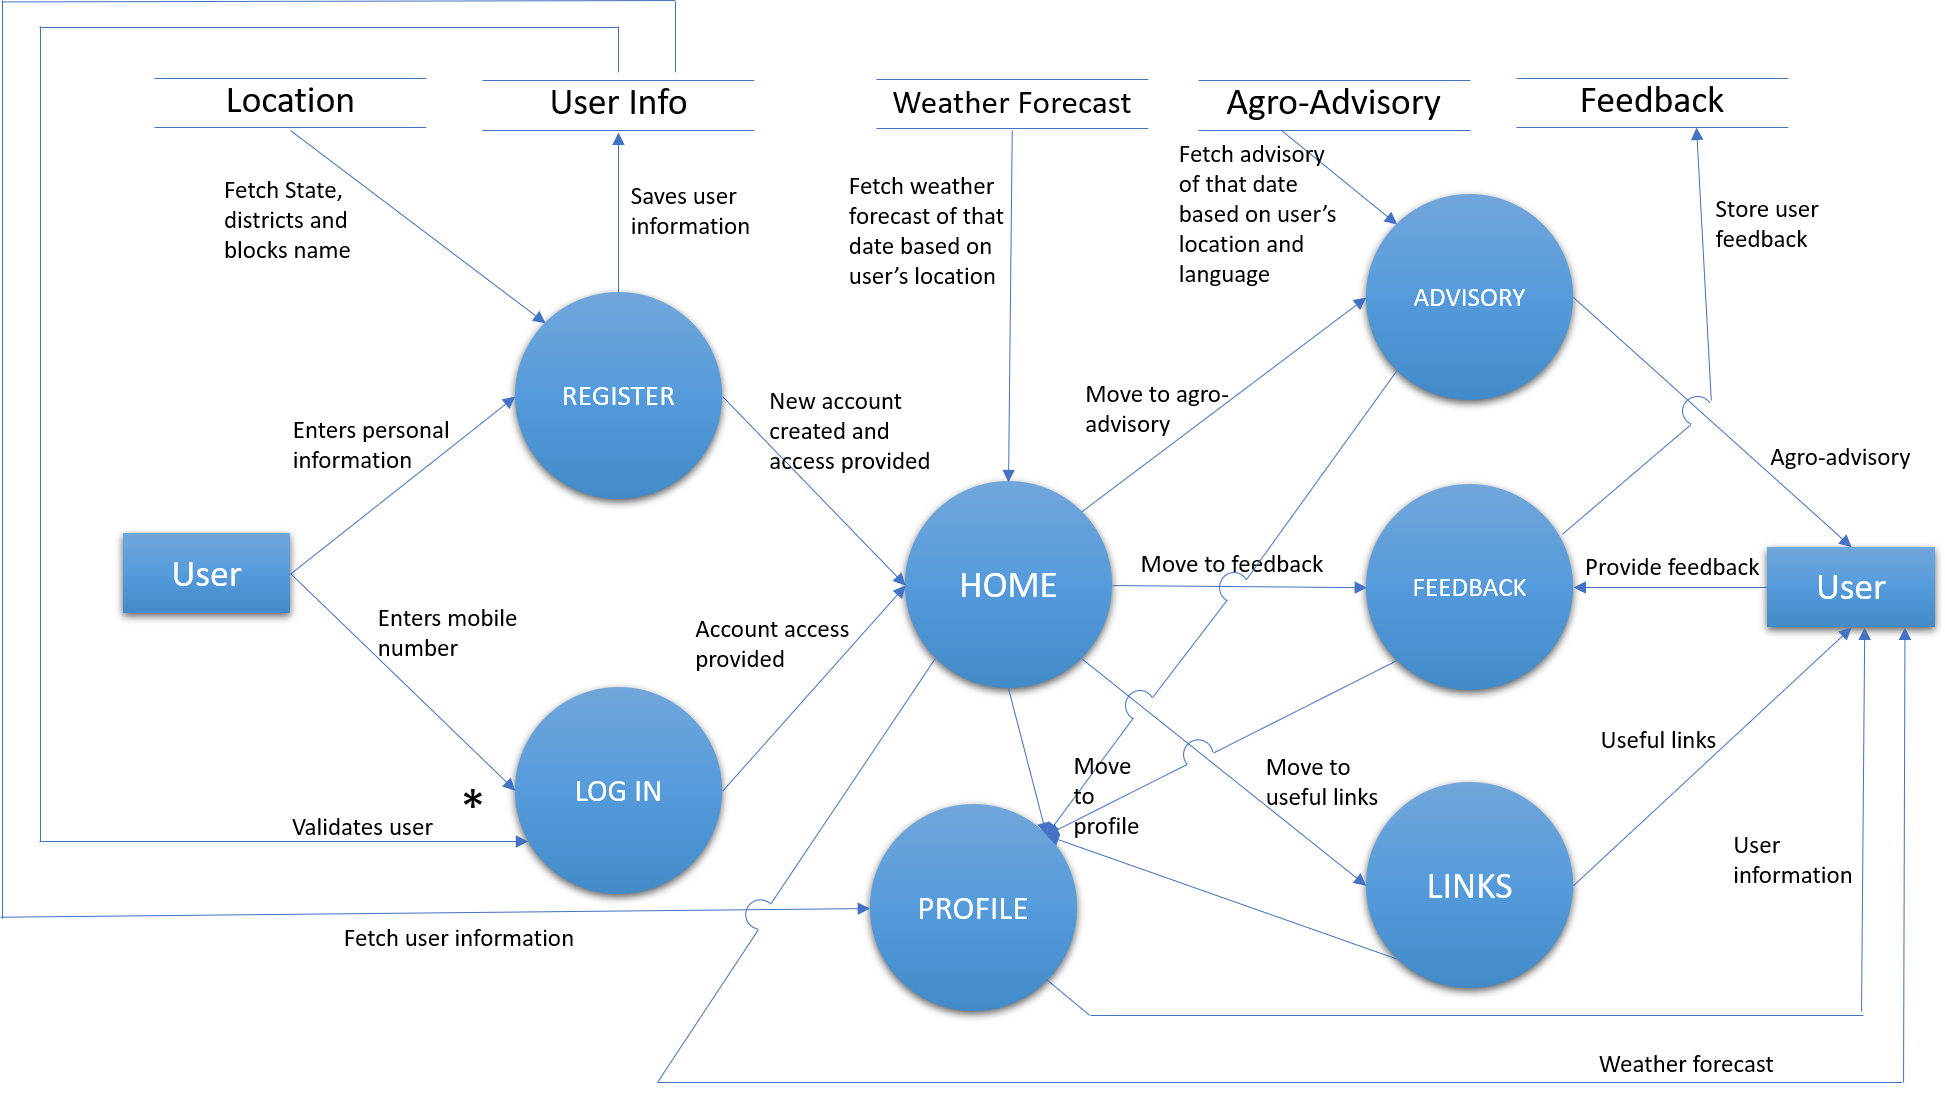 Location
User Info
Weather Forecast
Agro-Advisory
Feedback
Fetch State,
districts and
blocks name
Saves user
information
Fetch weather
forecast of that
date based on
user's location
Fetch advisory
of that date
based on user's
location and
language
Store user
feedback
ADVISORY
REGISTER
Enters personal
information
New account
created and
access provided
Move to agro-
advisory
Agro-advisory
User
HOME
Move to feedback
FEEDBACK
Provide feedback
User
Enters mobile
number
Account access
provided
LOG IN
*
Validates user
Move
to
profile
Move to
useful links
Useful links
User
information
PROFILE
LINKS
Fetch user information
Weather forecast